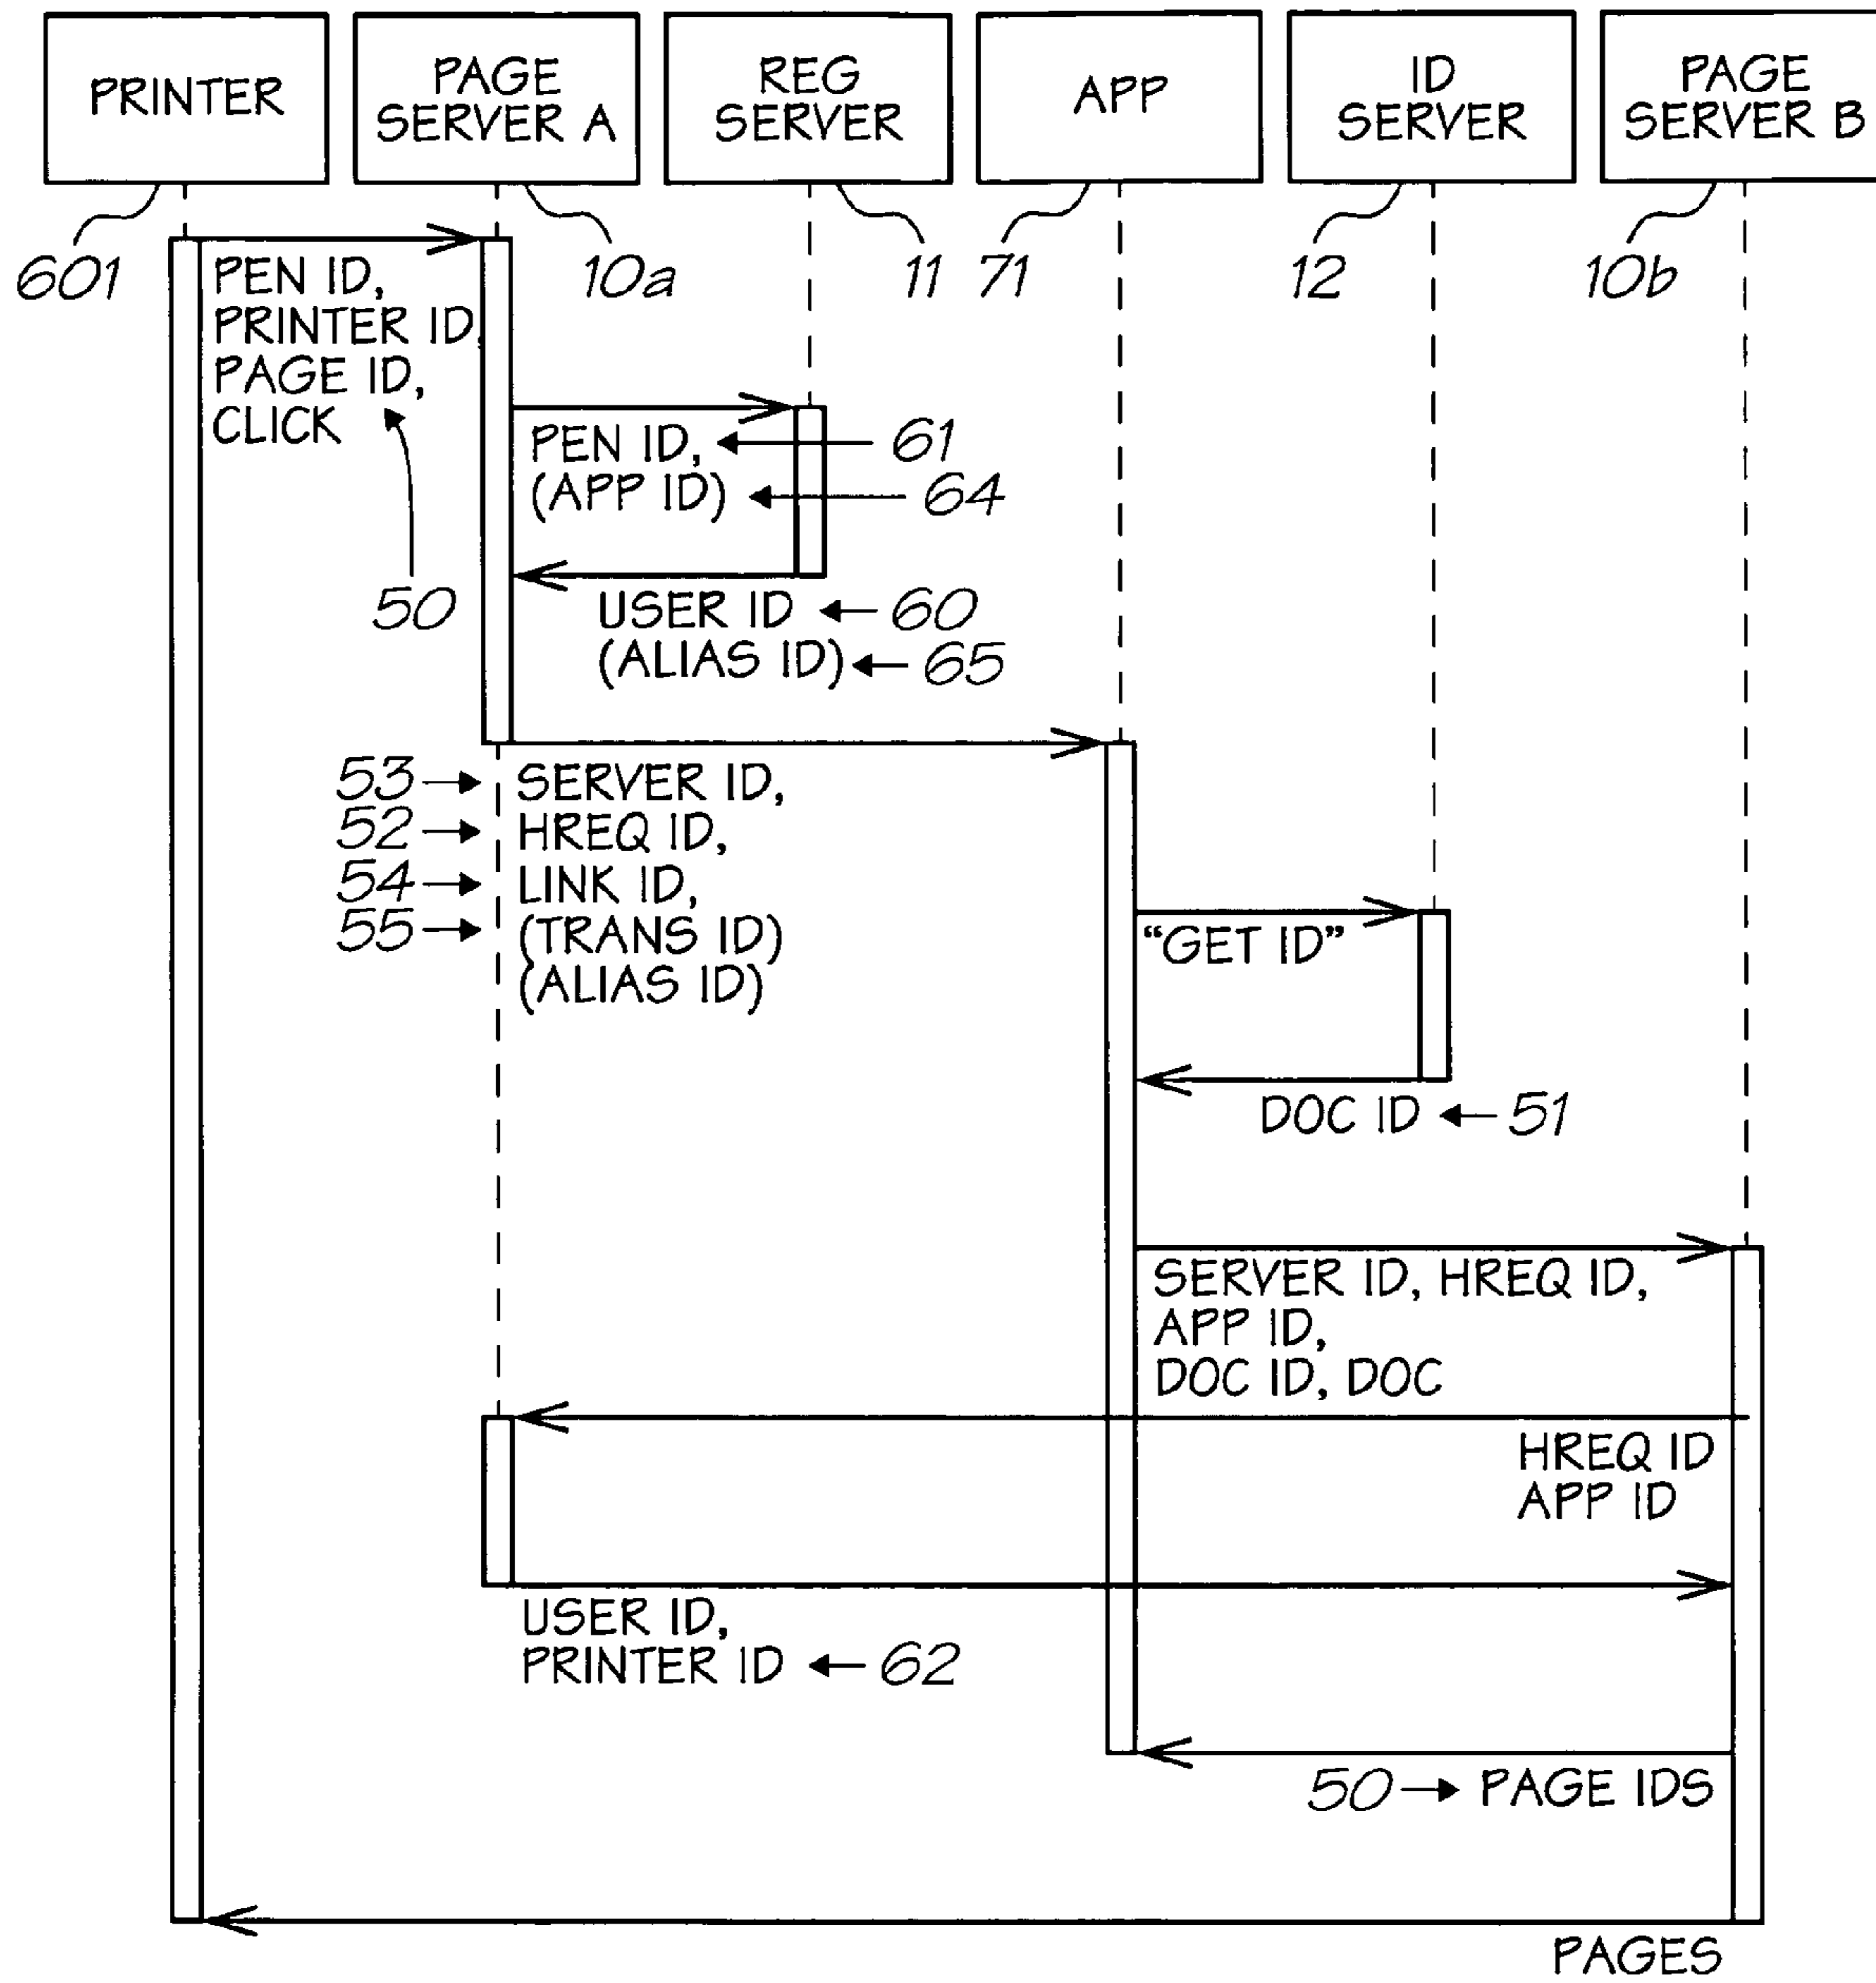 PRINTER
PAGE
SERVER A
REG
SERVER
APP
ID
SERVER
PAGE
SERVER B
601
10a
11
71
12
10b
PEN ID,
PRINTER ID
PAGE ID,
CLICK
50
PEN ID,
(APP ID)
61
64
USER ID
(ALIAS ID)
60
65
53
52
54
55
SERVER ID,
HREQ ID,
LINK ID,
(TRANS ID)
(ALIAS ID)
“GET ID”
DOC ID
51
SERVER ID, HREQ ID,
APP ID,
DOC ID, DOC
HREQ ID
APP ID
USER ID,
PRINTER ID
62
50
PAGE IDS
PAGES